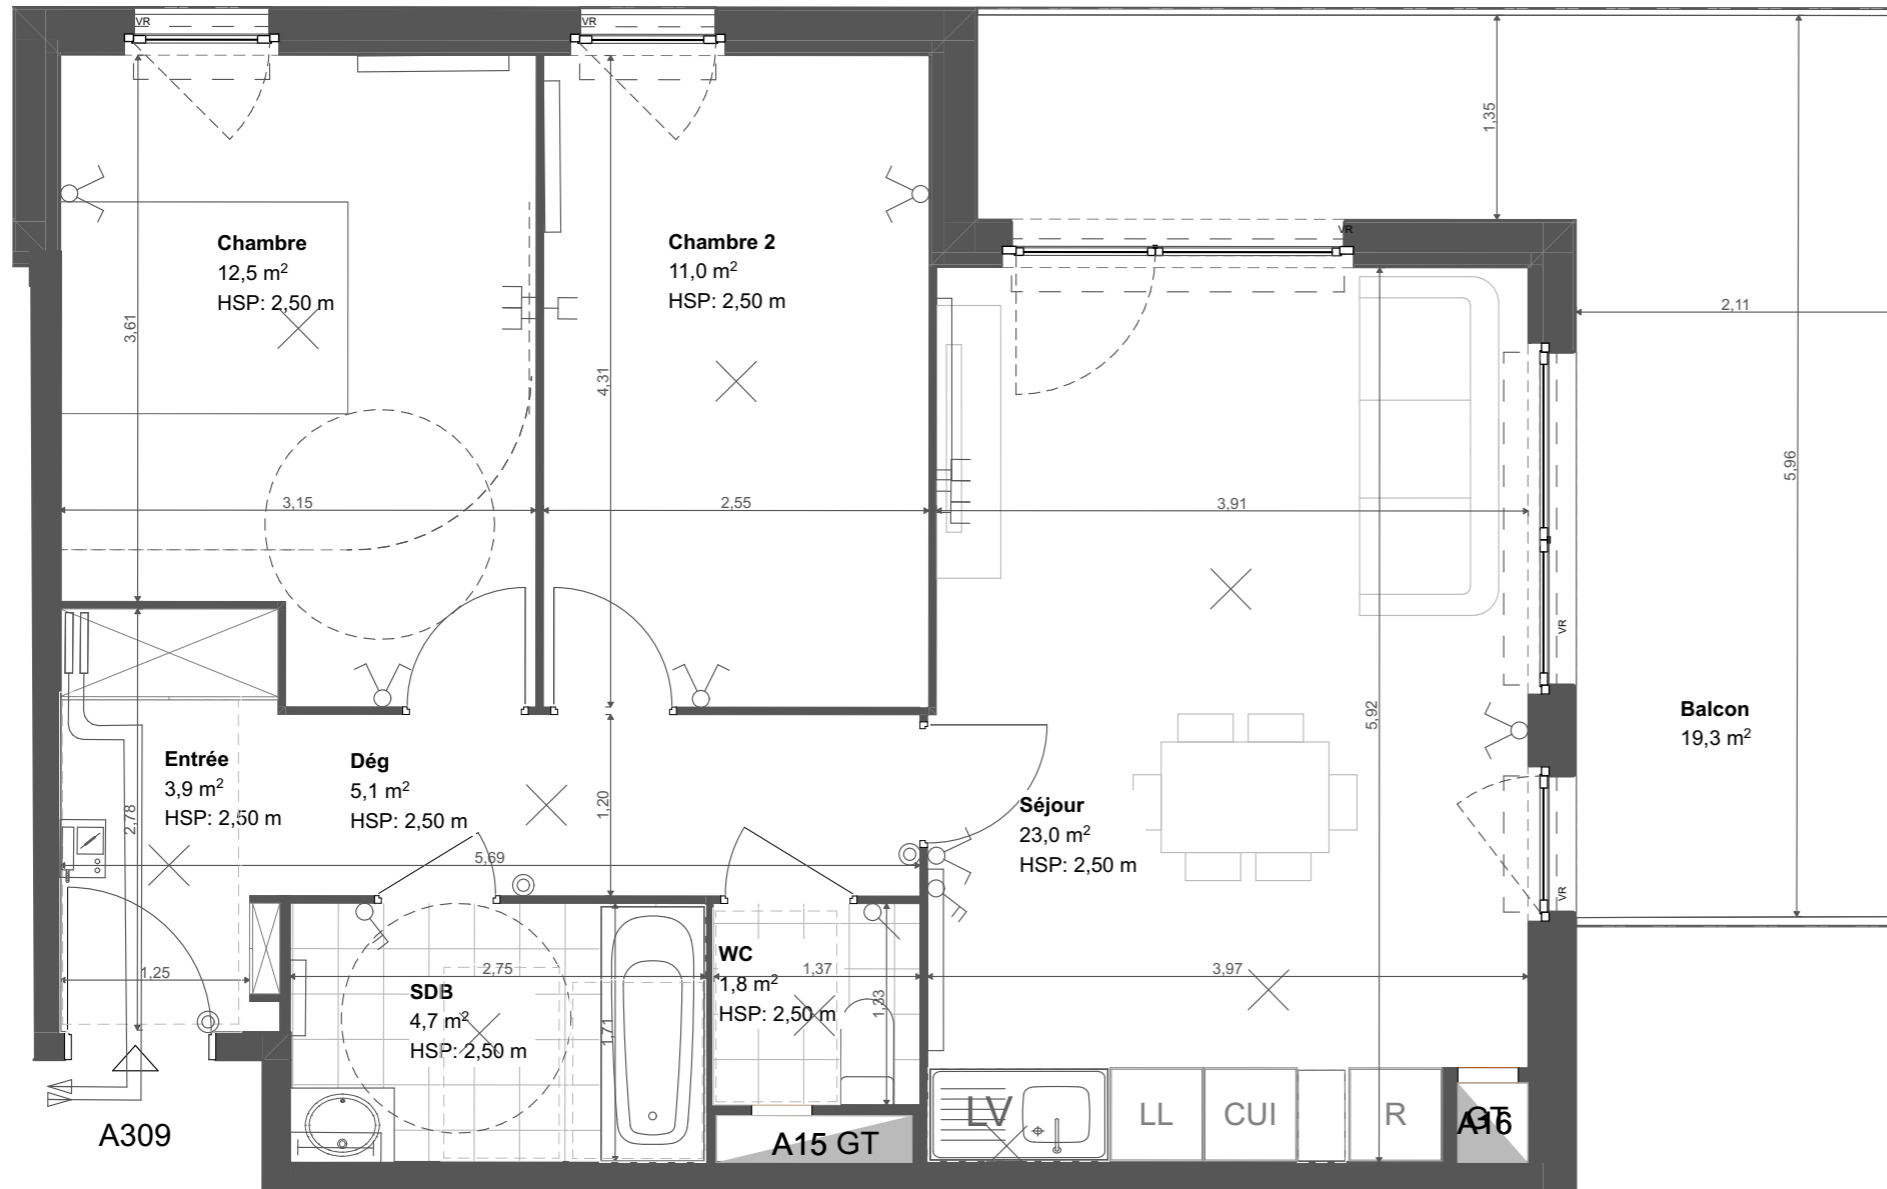 VR
VR
1,35
Chambre
12,5 m²
HSP: 2,50 m
Chambre 2
11,0 m²
HSP: 2,50 m
VR
2,11
3,61
4,31
5,96
3,15
2,55
3,91
VR
5,92
Balcon
19,3 m²
Entrée
3,9 m²
HSP: 2,50 m
Dég
5,1 m²
HSP: 2,50 m
2,78
1,20
Séjour
23,0 m²
HSP: 2,50 m
5,69
VR
1,25
2,75
SDB
4,7 m²
HSP: 2,50 m
1,71
WC
1,37
1,8 m²
HSP: 2,50 m
1,33
3,97
A309
A15 GT
LV
LL
CUI
R
GT
A16